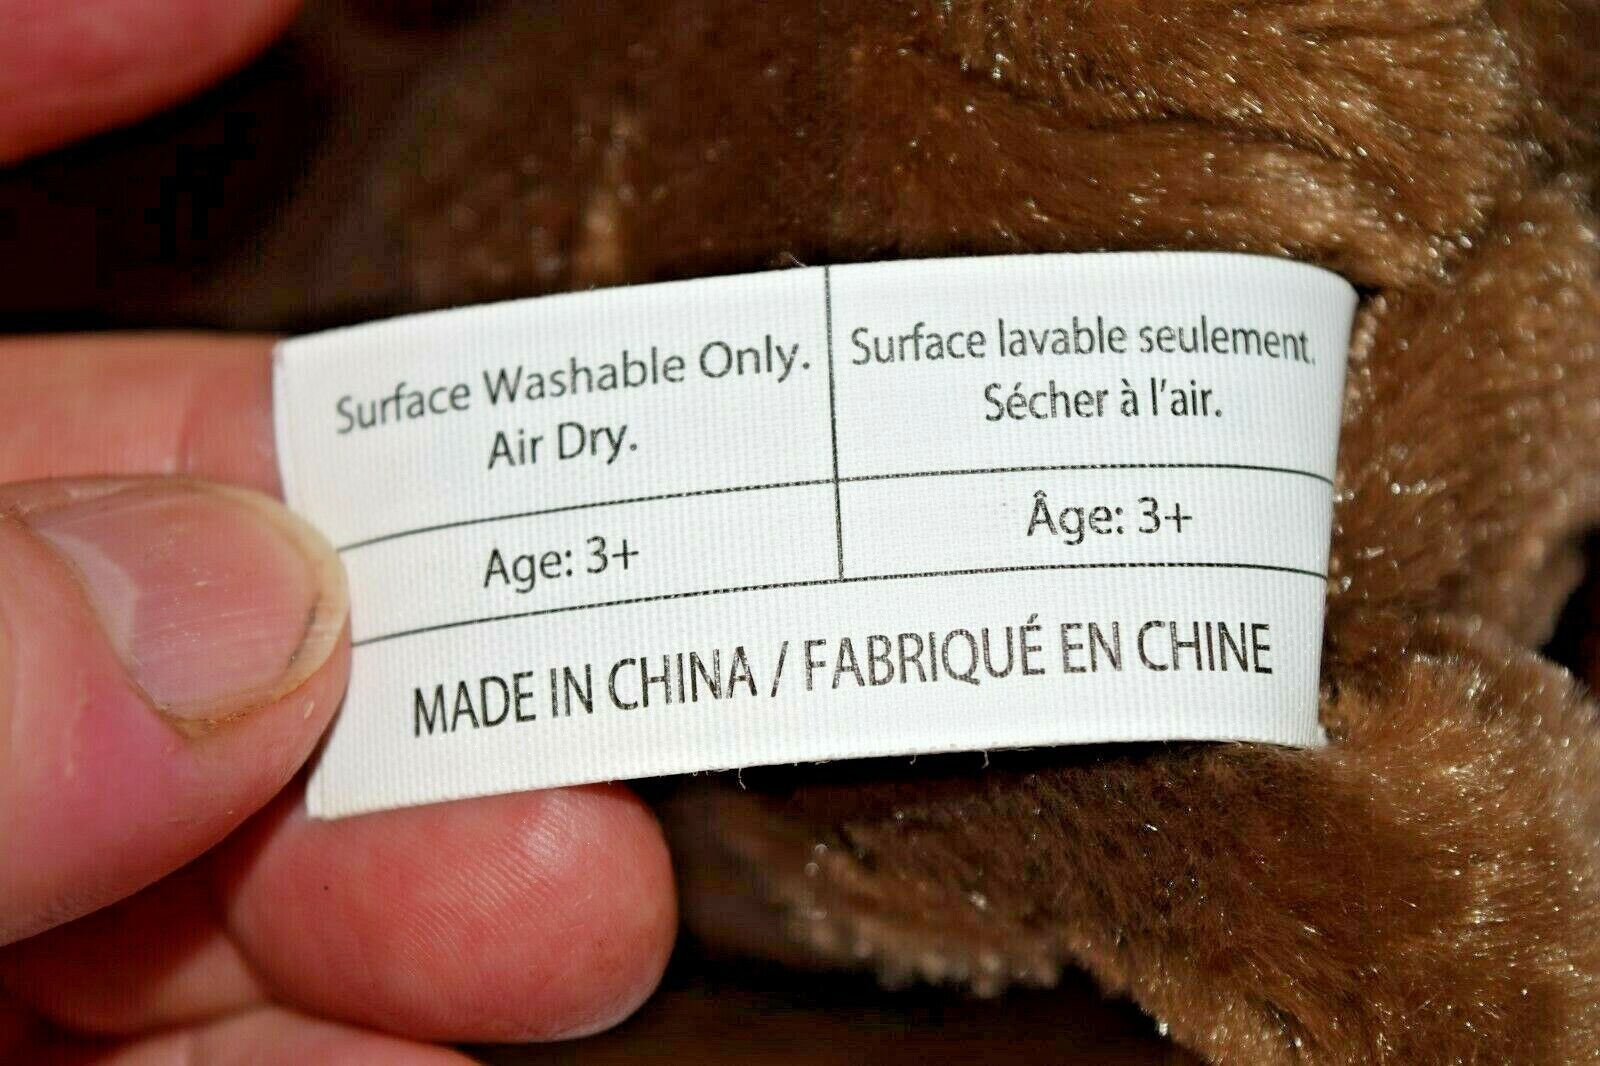 Surface Washable Only.
Air Dry.
Surface lavable seulement.
Sécher à l'air.
Age: 3+
Âge: 3+
MADE IN CHINA / FABRIQUÉ EN CHINE